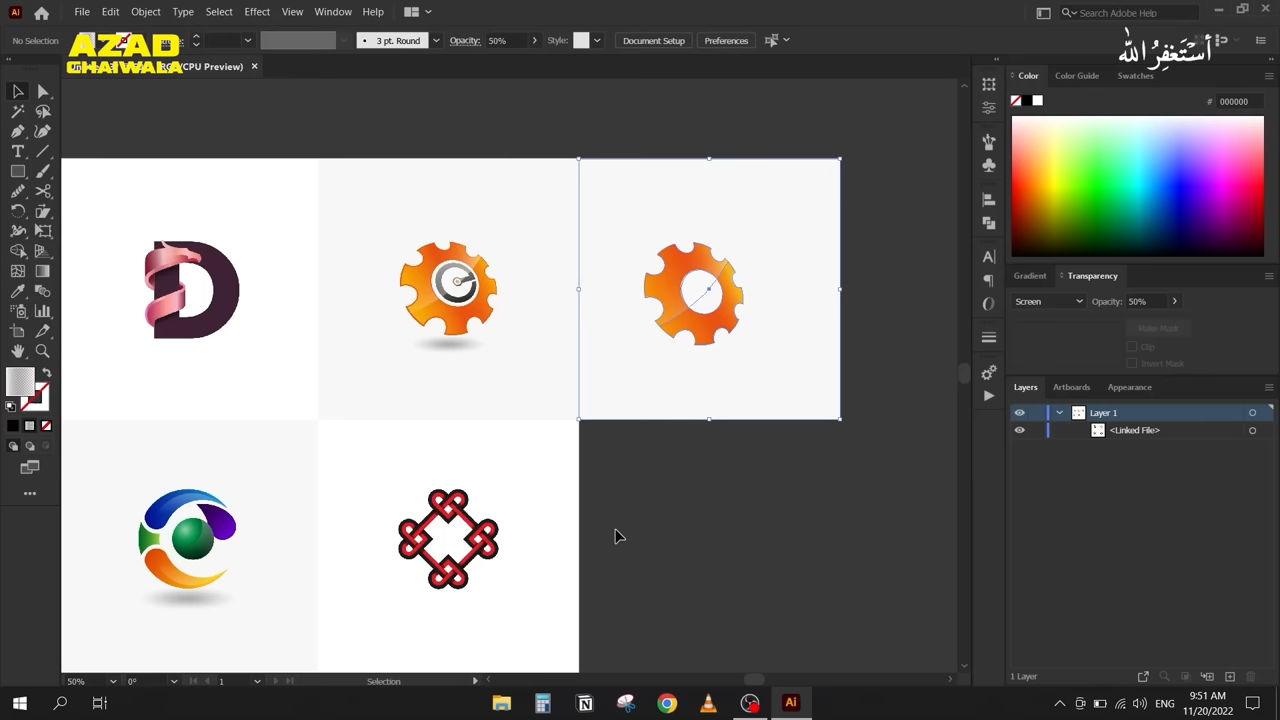 Ai File Edit Object Type Select Effect View Window Help
Search Adobe Help
No Selection
3 pt. Round
Opacity: 50%
Style:
Document Setup
Preferences
AZAD
CHAIWALA
أستغفر الله
/CPU Preview) ×
Color Color Guide Swatches
# 000000
Gradient Transparency
Screen Opacity: 50%
Make Mask
Clip
Invert Mask
Layers Artboards Appearance
Layer 1
<Linked File>
1 Layer
50% 0° 1 Selection
Ai
ENG
9:51 AM
11/20/2022